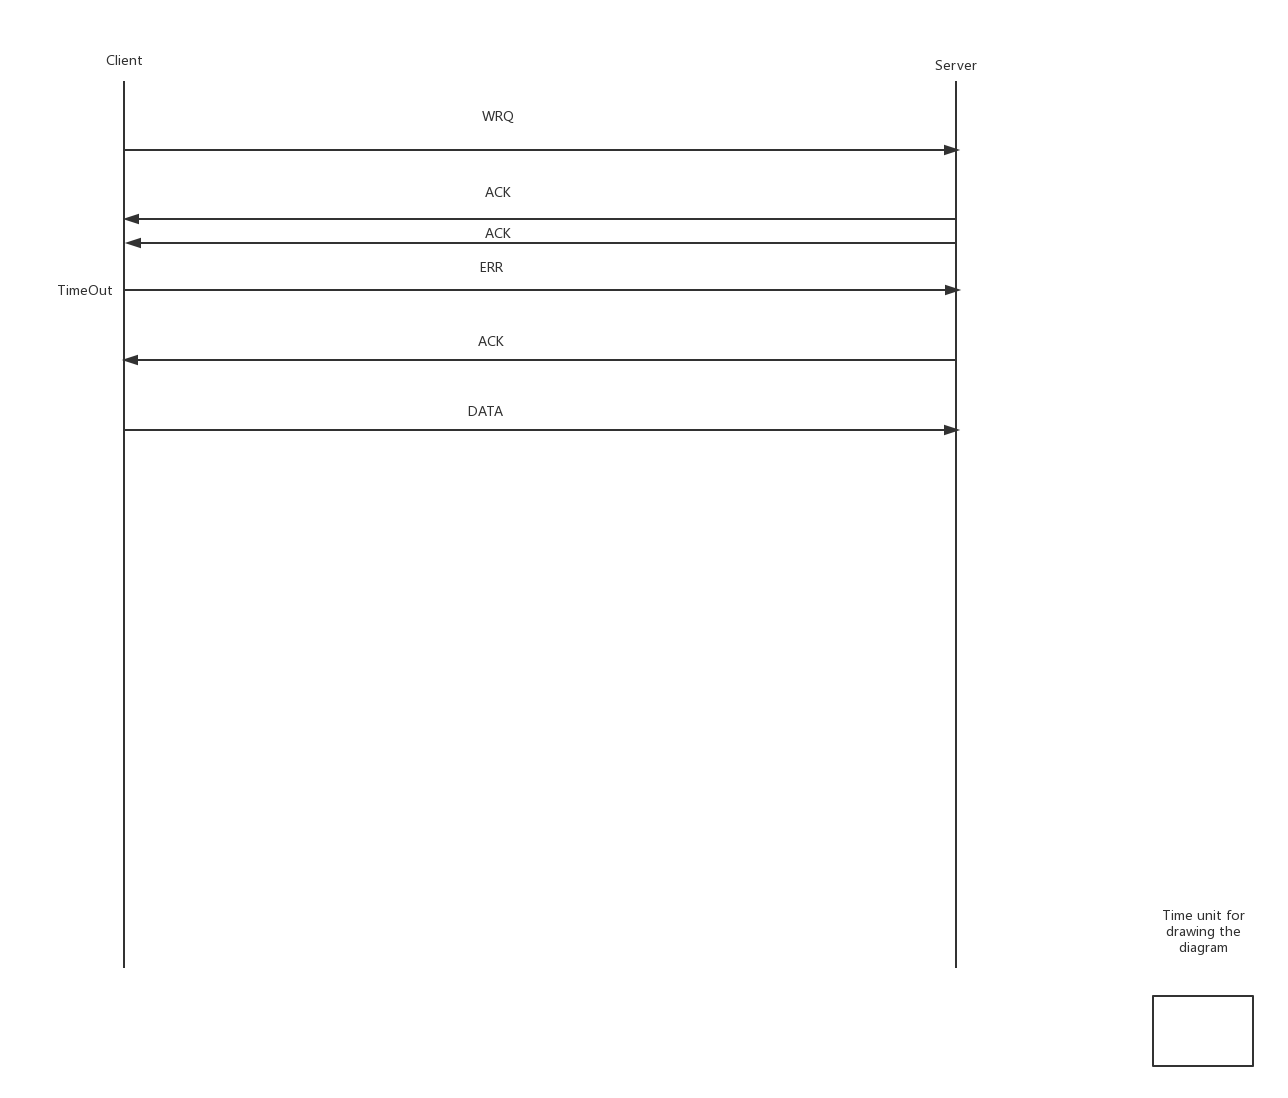 Client
Server
WRQ
ACK
ACK
ERR
TimeOut
ACK
DATA
Time unit for
drawing the
diagram